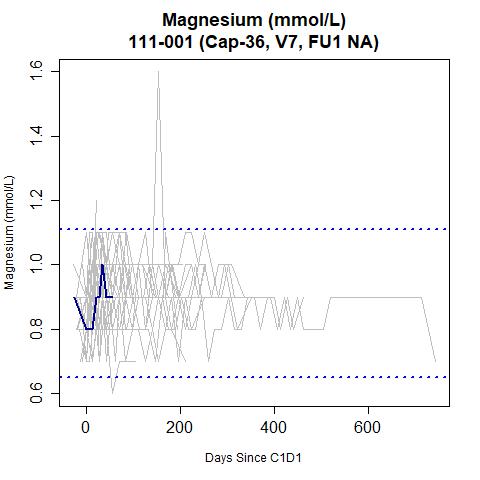 Magnesium (mmol/L)
111-001 (Cap-36, V7, FU1 NA)
Magnesium (mmol/L)
1.6
1.4
1.2
1.0
0.8
0.6
0 200 400 600
Days Since C1D1